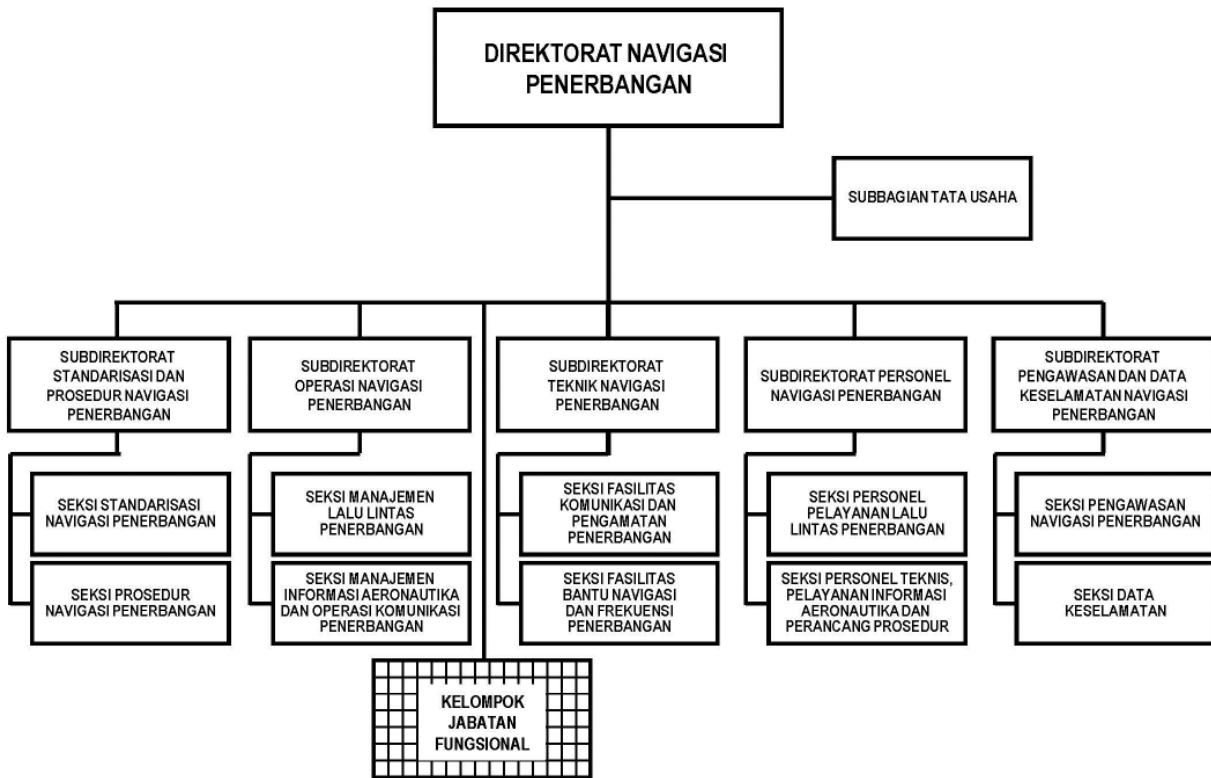 DIREKTORAT NAVIGASI
PENERBANGAN
SUBBAGIAN TATA USAHA
SUBDIREKTORAT
STANDARISASI DAN
PROSEDUR NAVIGASI
PENERBANGAN
SUBDIREKTORAT
OPERASI NAVIGASI
PENERBANGAN
SUBDIREKTORAT
TEKNIK NAVIGASI
PENERBANGAN
SUBDIREKTORAT PERSONEL
NAVIGASI PENERBANGAN
SUBDIREKTORAT
PENGAWASAN DAN DATA
KESELAMATAN NAVIGASI
PENERBANGAN
SEKSI STANDARISASI
NAVIGASI PENERBANGAN
SEKSI MANAJEMEN
LALU LINTAS
PENERBANGAN
SEKSI FASILITAS
KOMUNIKASI DAN
PENGAMATAN
PENERBANGAN
SEKSI PERSONEL
PELAYANAN LALU
LINTAS PENERBANGAN
SEKSI PENGAWASAN
NAVIGASI PENERBANGAN
SEKSI PROSEDUR
NAVIGASI PENERBANGAN
SEKSI MANAJEMEN
INFORMASI AERONAUTIKA
DAN OPERASI KOMUNIKASI
PENERBANGAN
SEKSI FASILITAS
BANTU NAVIGASI
DAN FREKUENSI
PENERBANGAN
SEKSI PERSONEL TEKNIS,
PELAYANAN INFORMASI
AERONAUTIKA DAN
PERANCANG PROSEDUR
SEKSI DATA
KESELAMATAN
KELOMPOK
JABATAN
FUNGSIONAL